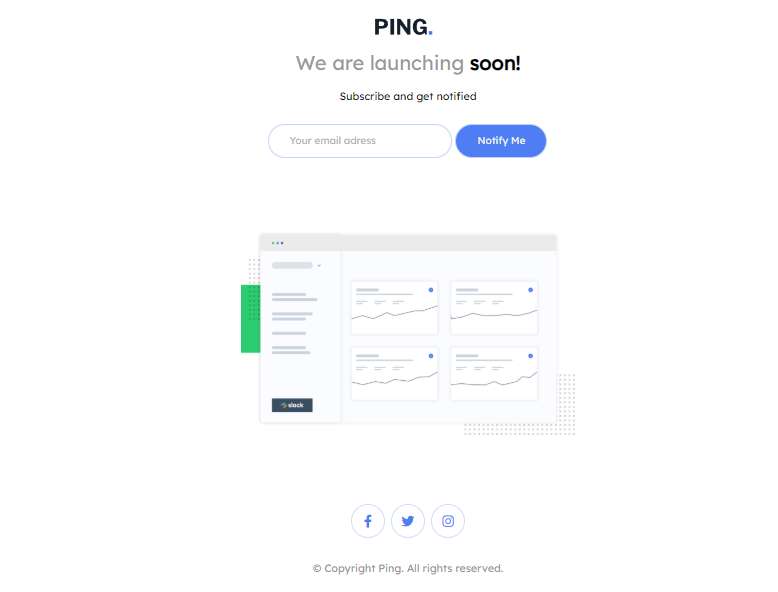 PING.
We are launching soon!
Subscribe and get notified
Your email adress
Notify Me
slack
© Copyright Ping. All rights reserved.